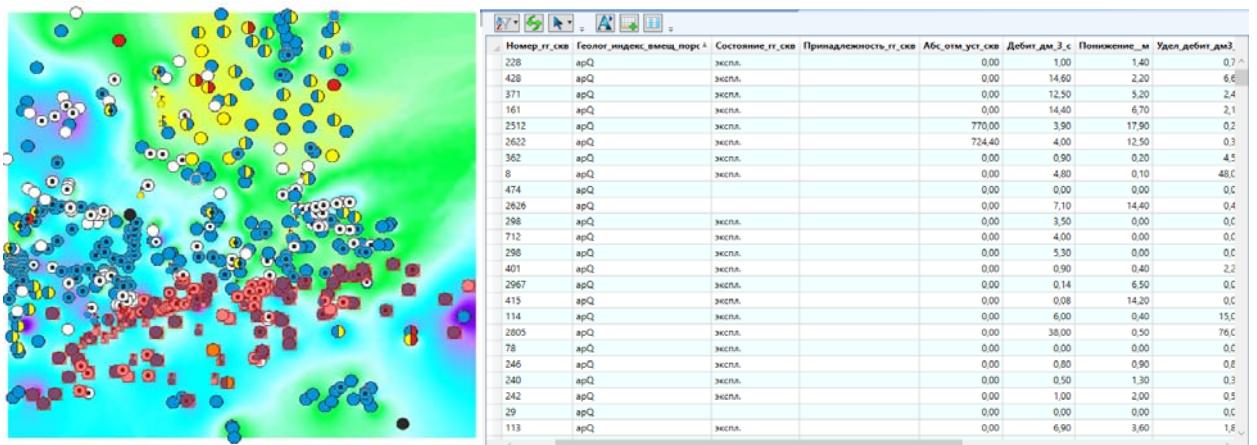 Номер_гг_скв Геолог_индекс_вмещ_порс Состояние_гг_скв Принадлежность_гг_скв Абс_отм_уст_скв Дебит_дм_3_с Понижение__м Удел_дебит_дм3_
228 apQ экспл. 0,00 1,00 1,40 0,7
428 apQ экспл. 0,00 14,60 2,20 6,6
371 apQ экспл. 0,00 12,50 5,20 2,4
161 apQ экспл. 0,00 14,40 6,70 2,1
2512 apQ экспл. 770,00 3,90 17,90 0,2
2622 apQ экспл. 724,40 4,00 12,50 0,3
362 apQ экспл. 0,00 0,90 0,20 4,5
8 apQ экспл. 0,00 4,80 0,10 48,0
474 apQ 0,00 0,00 0,00 0,0
2626 apQ 0,00 7,10 14,40 0,4
298 apQ экспл. 0,00 3,50 0,00 0,0
712 apQ экспл. 0,00 4,00 0,00 0,0
298 apQ экспл. 0,00 5,30 0,00 0,0
401 apQ экспл. 0,00 0,90 0,40 2,2
2967 apQ экспл. 0,00 0,14 6,50 0,0
415 apQ экспл. 0,00 0,08 14,20 0,0
114 apQ экспл. 0,00 6,00 0,40 15,0
2805 apQ экспл. 0,00 38,00 0,50 76,0
78 apQ экспл. 0,00 0,00 0,00 0,0
246 apQ экспл. 0,00 0,80 0,90 0,8
240 apQ экспл. 0,00 0,50 1,30 0,3
242 apQ экспл. 0,00 1,00 2,00 0,5
29 apQ 0,00 0,00 0,00 0,0
113 apQ экспл. 0,00 6,90 3,60 1,8